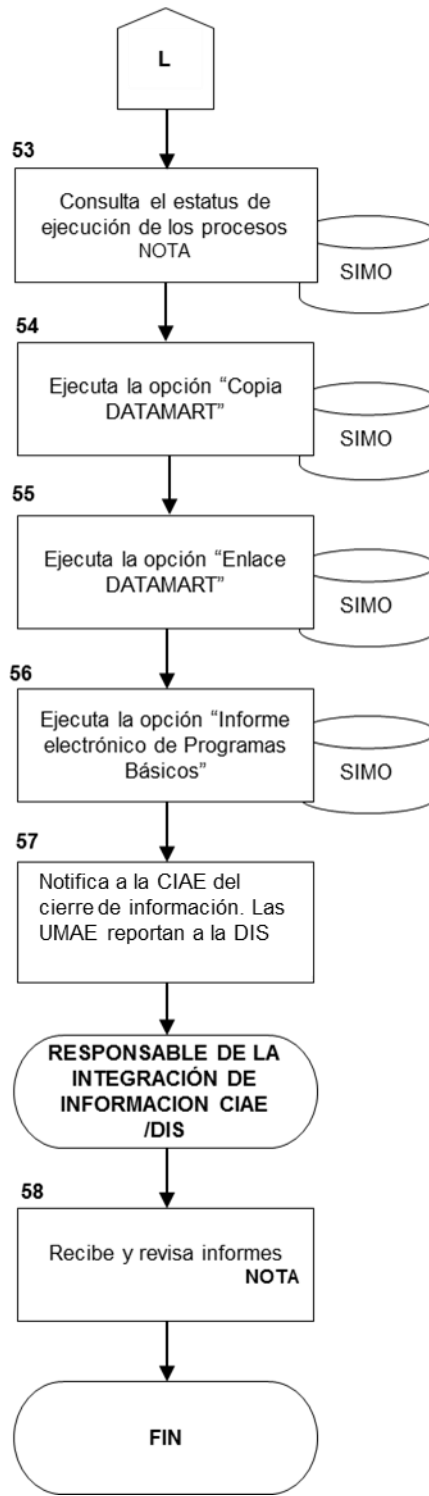 L
53
Consulta el estatus de
ejecución de los procesos
NOTA
SIMO
54
Ejecuta la opción “Copia
DATAMART”
SIMO
55
Ejecuta la opción “Enlace
DATAMART”
SIMO
56
Ejecuta la opción “Informe
electrónico de Programas
Básicos”
SIMO
57
Notifica a la CIAE del
cierre de información. Las
UMAE reportan a la DIS
RESPONSABLE DE LA
INTEGRACIÓN DE
INFORMACION CIAE
/DIS
58
Recibe y revisa informes
NOTA
FIN